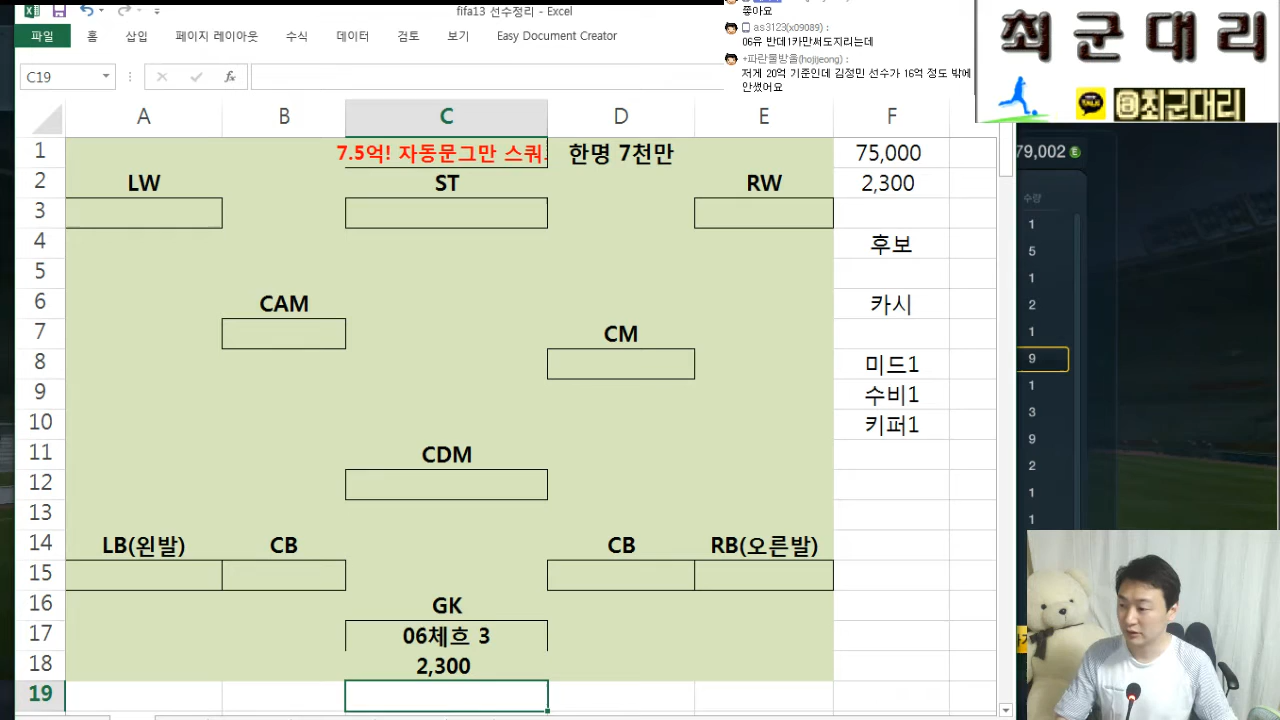 fifa13 선수정리 - Excel
좋아요
as3123(x09089) :
06큐 반데1카만써도지리는데
+파란물방울(hojijeong) :
저게 20억 기준인데 김정민 선수가 16억 정도 밖에
안썼어요
최군대리
TALK
@최군대리
파일 홈 삽입 페이지 레이아웃 수식 데이터 검토 보기 Easy Document Creator
C19 fx
A B C D E F
1 7.5억! 자동문그만 스쿼 한명 7천만 75,000
2 LW ST RW 2,300
3
4 후보
5
6 CAM 카시
7 CM
8 미드1
9 수비1
10 키퍼1
11 CDM
12
13
14 LB(왼발) CB CB RB(오른발)
15
16 GK
17 06체흐 3
18 2,300
19
79,002 E
수량
1
5
1
2
1
9
1
3
9
2
1
1